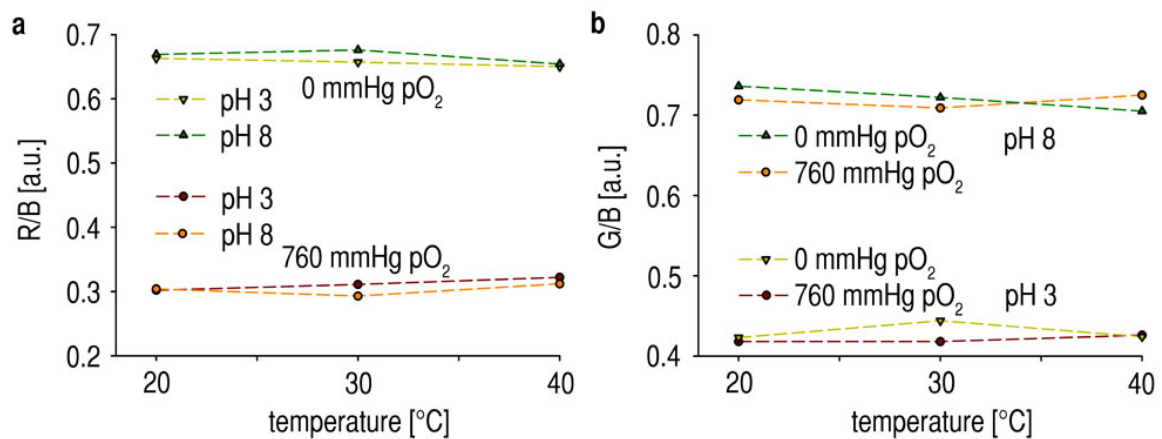 a
0.7
0.6
0.5
0.4
0.3
0.2
R/B [a.u.]
0 mmHg pO₂
pH 3
pH 8
pH 3
pH 8
760 mmHg pO₂
20
30
40
temperature [°C]
b
0.8
0.7
0.6
0.5
0.4
G/B [a.u.]
0 mmHg pO₂
pH 8
760 mmHg pO₂
0 mmHg pO₂
760 mmHg pO₂
pH 3
20
30
40
temperature [°C]